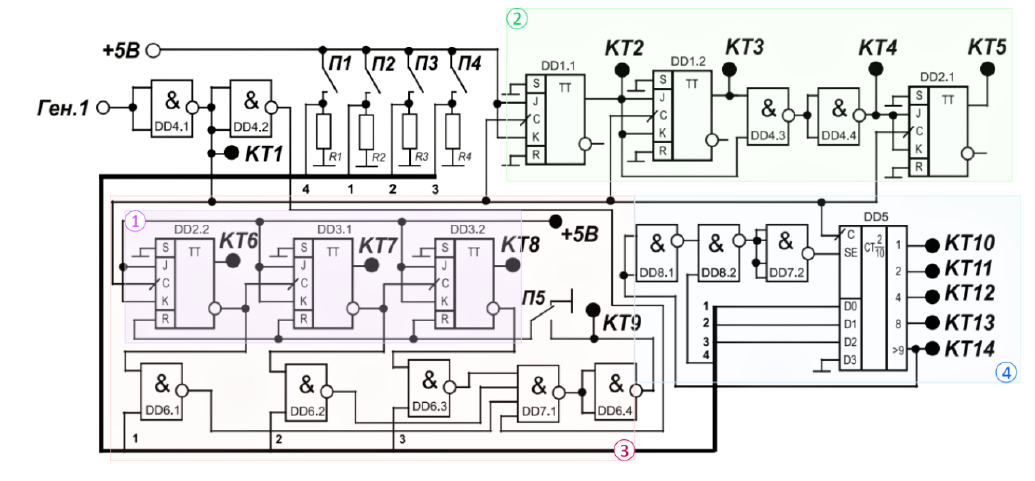 ②
+5В
П1 П2 П3 П4
КТ2 КТ3 КТ4 КТ5
DD1.1 DD1.2 DD2.1
S J C K R TT
S J C K R TT
S J C K R TT
Ген.1
& DD4.1
& DD4.2
& DD4.3
& DD4.4
КТ1
R1 R2 R3 R4
4 1 2 3
①
DD2.2 DD3.1 DD3.2
КТ6 КТ7 КТ8
+5В
S J C K R TT
S J C K R TT
S J C K R TT
П5
КТ9
& DD8.1
& DD8.2
& DD7.2
DD5
C
SE
CT 2/10
D0
D1
D2
D3
1
2
4
8
>9
КТ10
КТ11
КТ12
КТ13
КТ14
1
2
3
4
④
& DD6.1
& DD6.2
& DD6.3
& DD7.1
& DD6.4
1 2 3
③